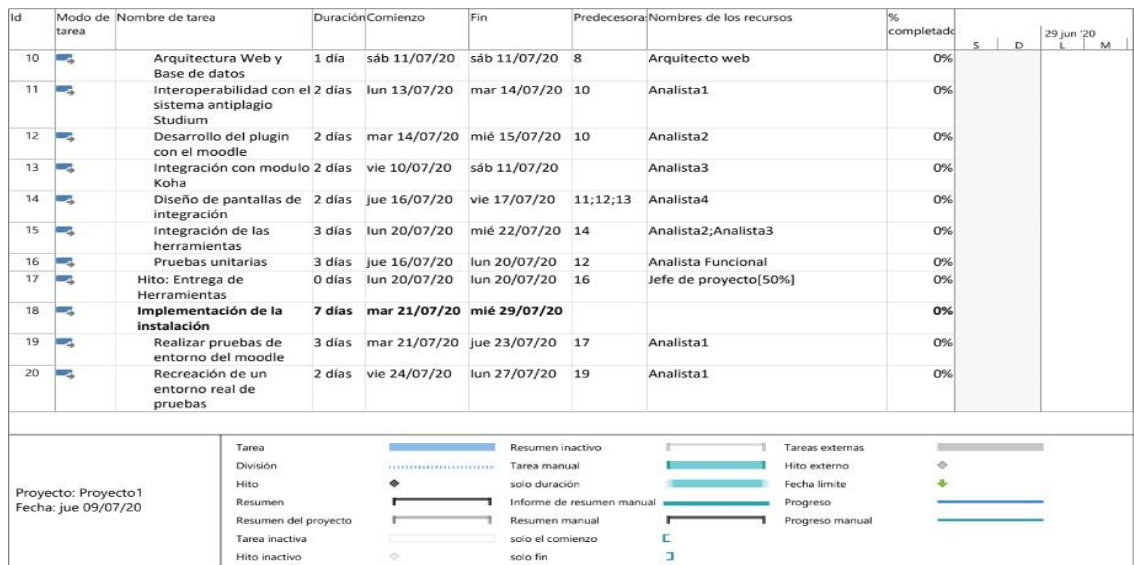 Id Modo de tarea Nombre de tarea Duración Comienzo Fin Predecesoras Nombres de los recursos % completado
29 jun '20
S D L M
10 Arquitectura Web y Base de datos 1 día sáb 11/07/20 sáb 11/07/20 8 Arquitecto web 0%
11 Interoperabilidad con el sistema antiplagio Studium 2 días lun 13/07/20 mar 14/07/20 10 Analista1 0%
12 Desarrollo del plugin con el moodle 2 días mar 14/07/20 mié 15/07/20 10 Analista2 0%
13 Integración con modulo Koha 2 días vie 10/07/20 sáb 11/07/20 Analista3 0%
14 Diseño de pantallas de integración 2 días jue 16/07/20 vie 17/07/20 11;12;13 Analista4 0%
15 Integración de las herramientas 3 días lun 20/07/20 mié 22/07/20 14 Analista2;Analista3 0%
16 Pruebas unitarias 3 días jue 16/07/20 lun 20/07/20 12 Analista Funcional 0%
17 Hito: Entrega de Herramientas 0 días lun 20/07/20 lun 20/07/20 16 Jefe de proyecto[50%] 0%
18 Implementación de la instalación 7 días mar 21/07/20 mié 29/07/20 0%
19 Realizar pruebas de entorno del moodle 3 días mar 21/07/20 jue 23/07/20 17 Analista1 0%
20 Recreación de un entorno real de pruebas 2 días vie 24/07/20 lun 27/07/20 19 Analista1 0%
Proyecto: Proyecto1
Fecha: jue 09/07/20
Tarea
División
Hito
Resumen
Resumen del proyecto
Tarea inactiva
Hito inactivo
Resumen inactivo
Tarea manual
solo duración
Informe de resumen manual
Resumen manual
solo el comienzo
solo fin
Tareas externas
Hito externo
Fecha límite
Progreso
Progreso manual